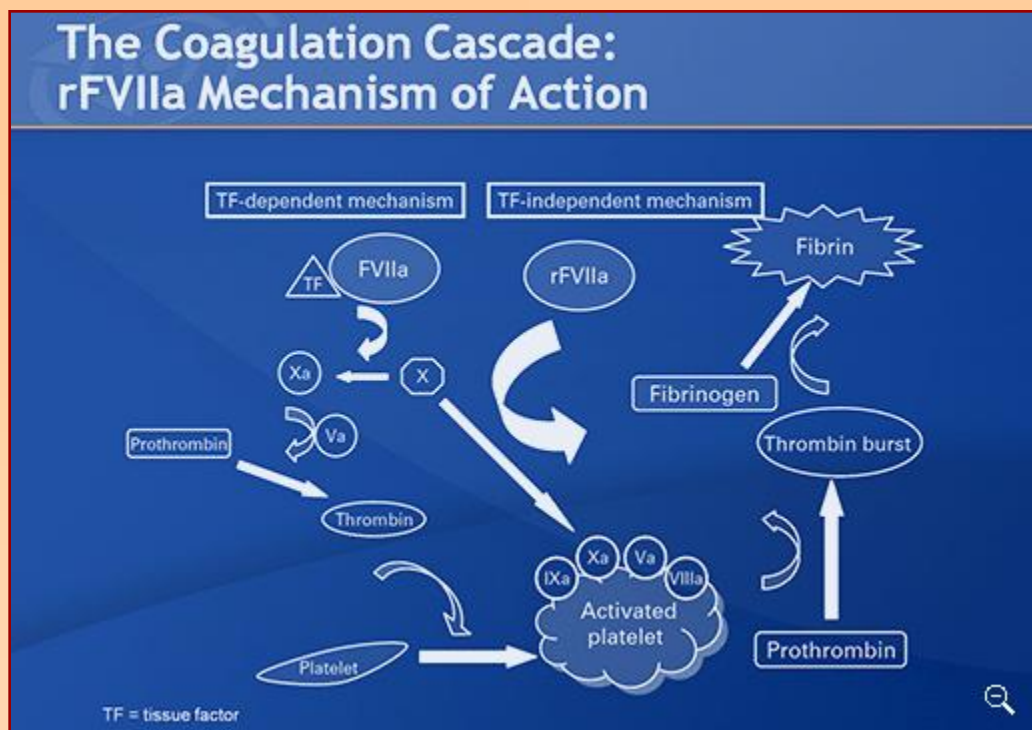 The Coagulation Cascade:
rFVIIa Mechanism of Action
TF-dependent mechanism
TF-independent mechanism
Fibrin
TF
FVIIa
rFVIIa
Xa
X
Fibrinogen
Va
Prothrombin
Thrombin burst
Thrombin
IXa
Xa
Va
VIIIa
Activated
platelet
Platelet
Prothrombin
TF = tissue factor